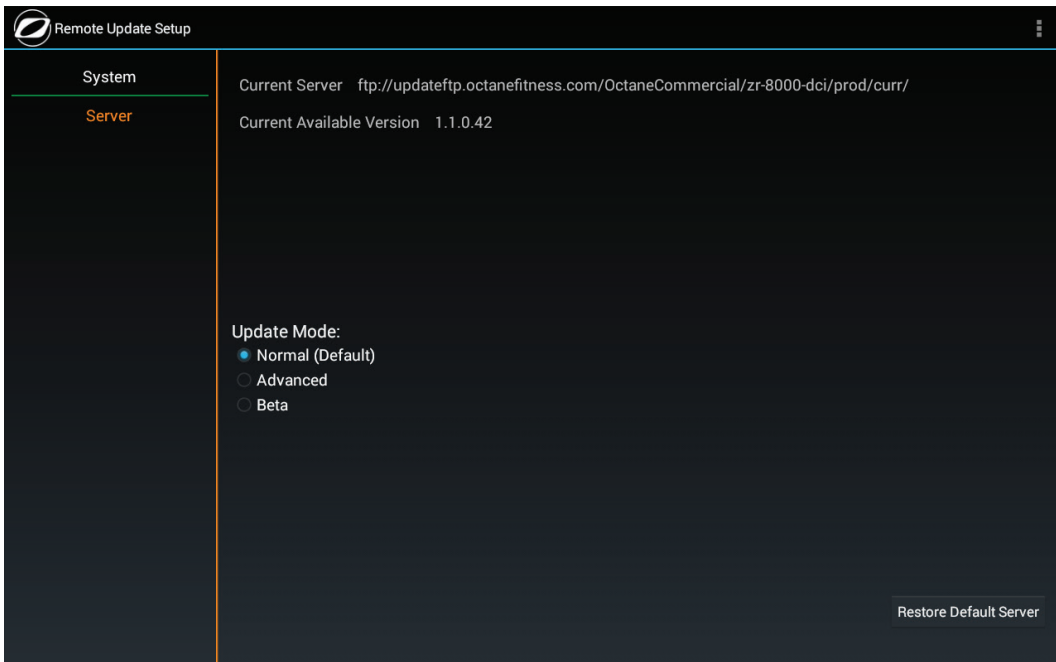 Remote Update Setup
System
Server
Current Server ftp://updateftp.octanefitness.com/OctaneCommercial/zr-8000-dci/prod/curr/
Current Available Version 1.1.0.42
Update Mode:
Normal (Default)
Advanced
Beta
Restore Default Server